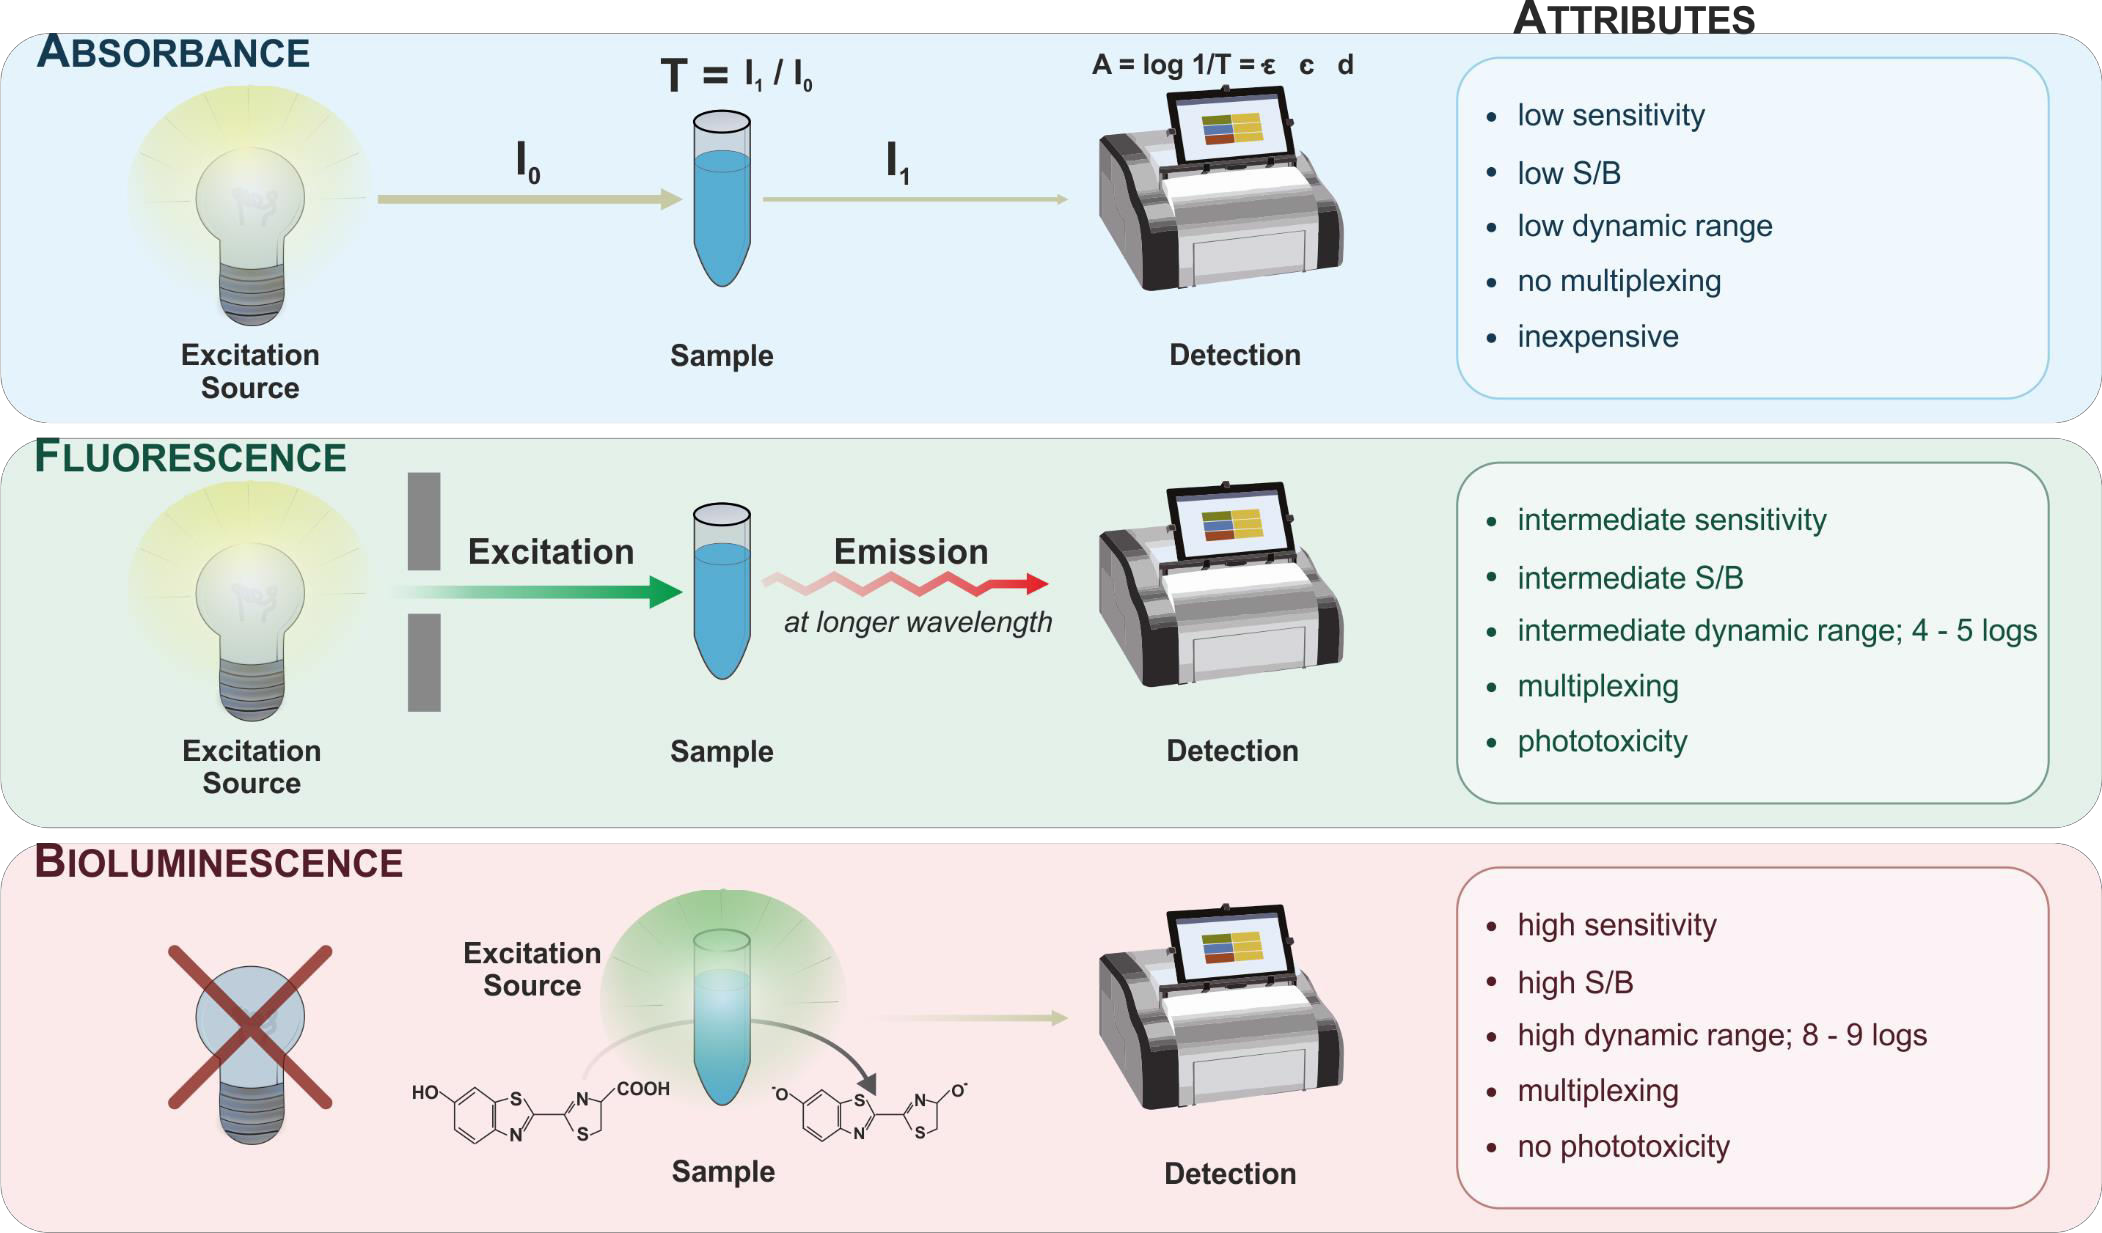 ATTRIBUTES
ABSORBANCE
T = I₁ / I₀
A = log 1/T = ε c d
I₀
I₁
Excitation
Source
Sample
Detection
• low sensitivity
• low S/B
• low dynamic range
• no multiplexing
• inexpensive
FLUORESCENCE
Excitation
Emission
at longer wavelength
Excitation
Source
Sample
Detection
• intermediate sensitivity
• intermediate S/B
• intermediate dynamic range; 4 - 5 logs
• multiplexing
• phototoxicity
BIOLUMINESCENCE
Excitation
Source
HO
S
N
N
S
COOH
⁻O
S
N
N
S
O⁻
Sample
Detection
• high sensitivity
• high S/B
• high dynamic range; 8 - 9 logs
• multiplexing
• no phototoxicity